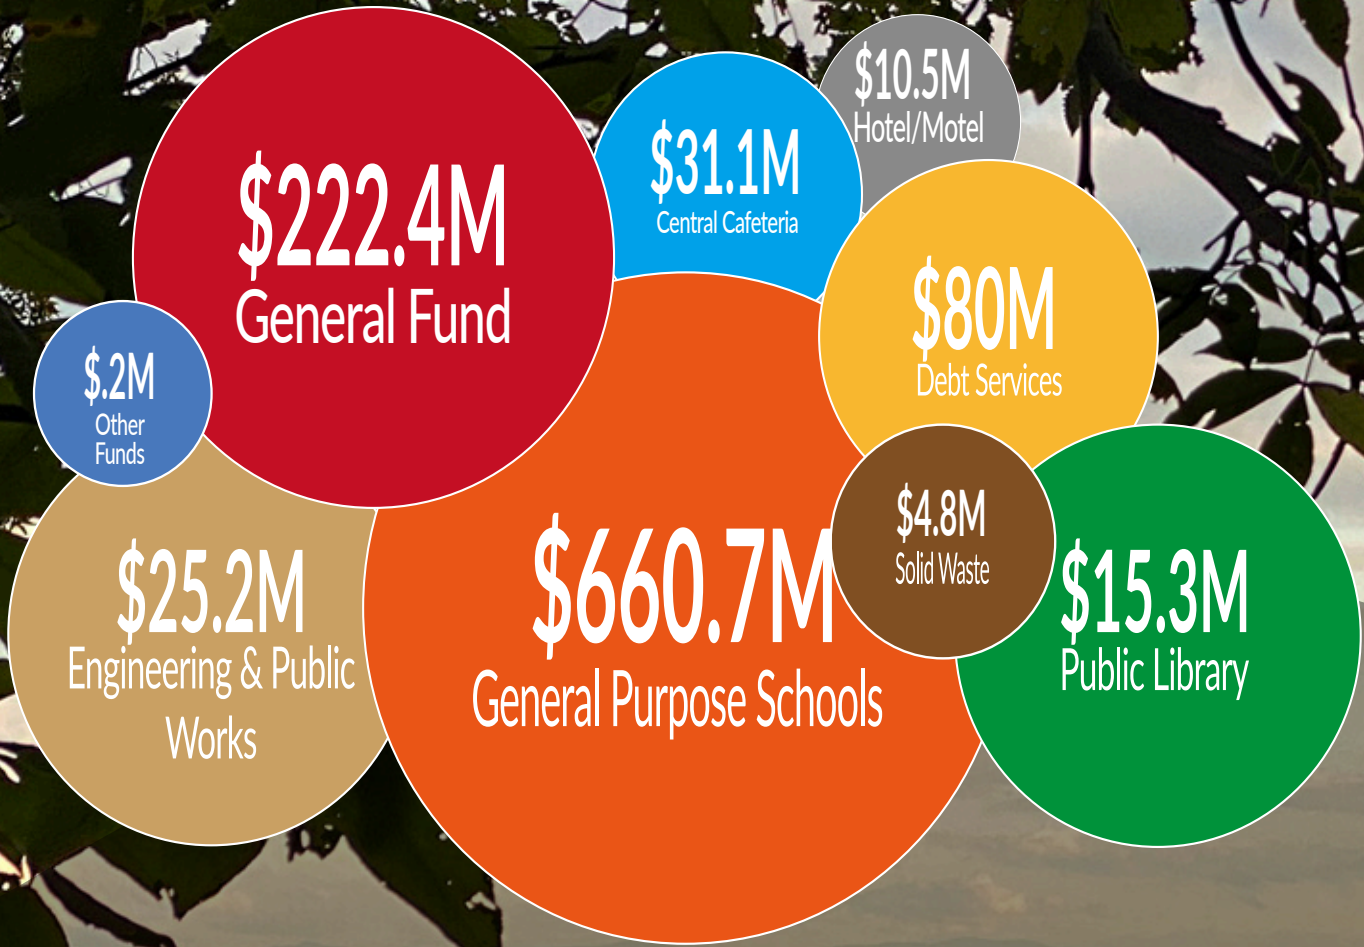 $222.4M
General Fund
$31.1M
Central Cafeteria
$10.5M
Hotel/Motel
$80M
Debt Services
$.2M
Other
Funds
$25.2M
Engineering & Public
Works
$660.7M
General Purpose Schools
$4.8M
Solid Waste
$15.3M
Public Library